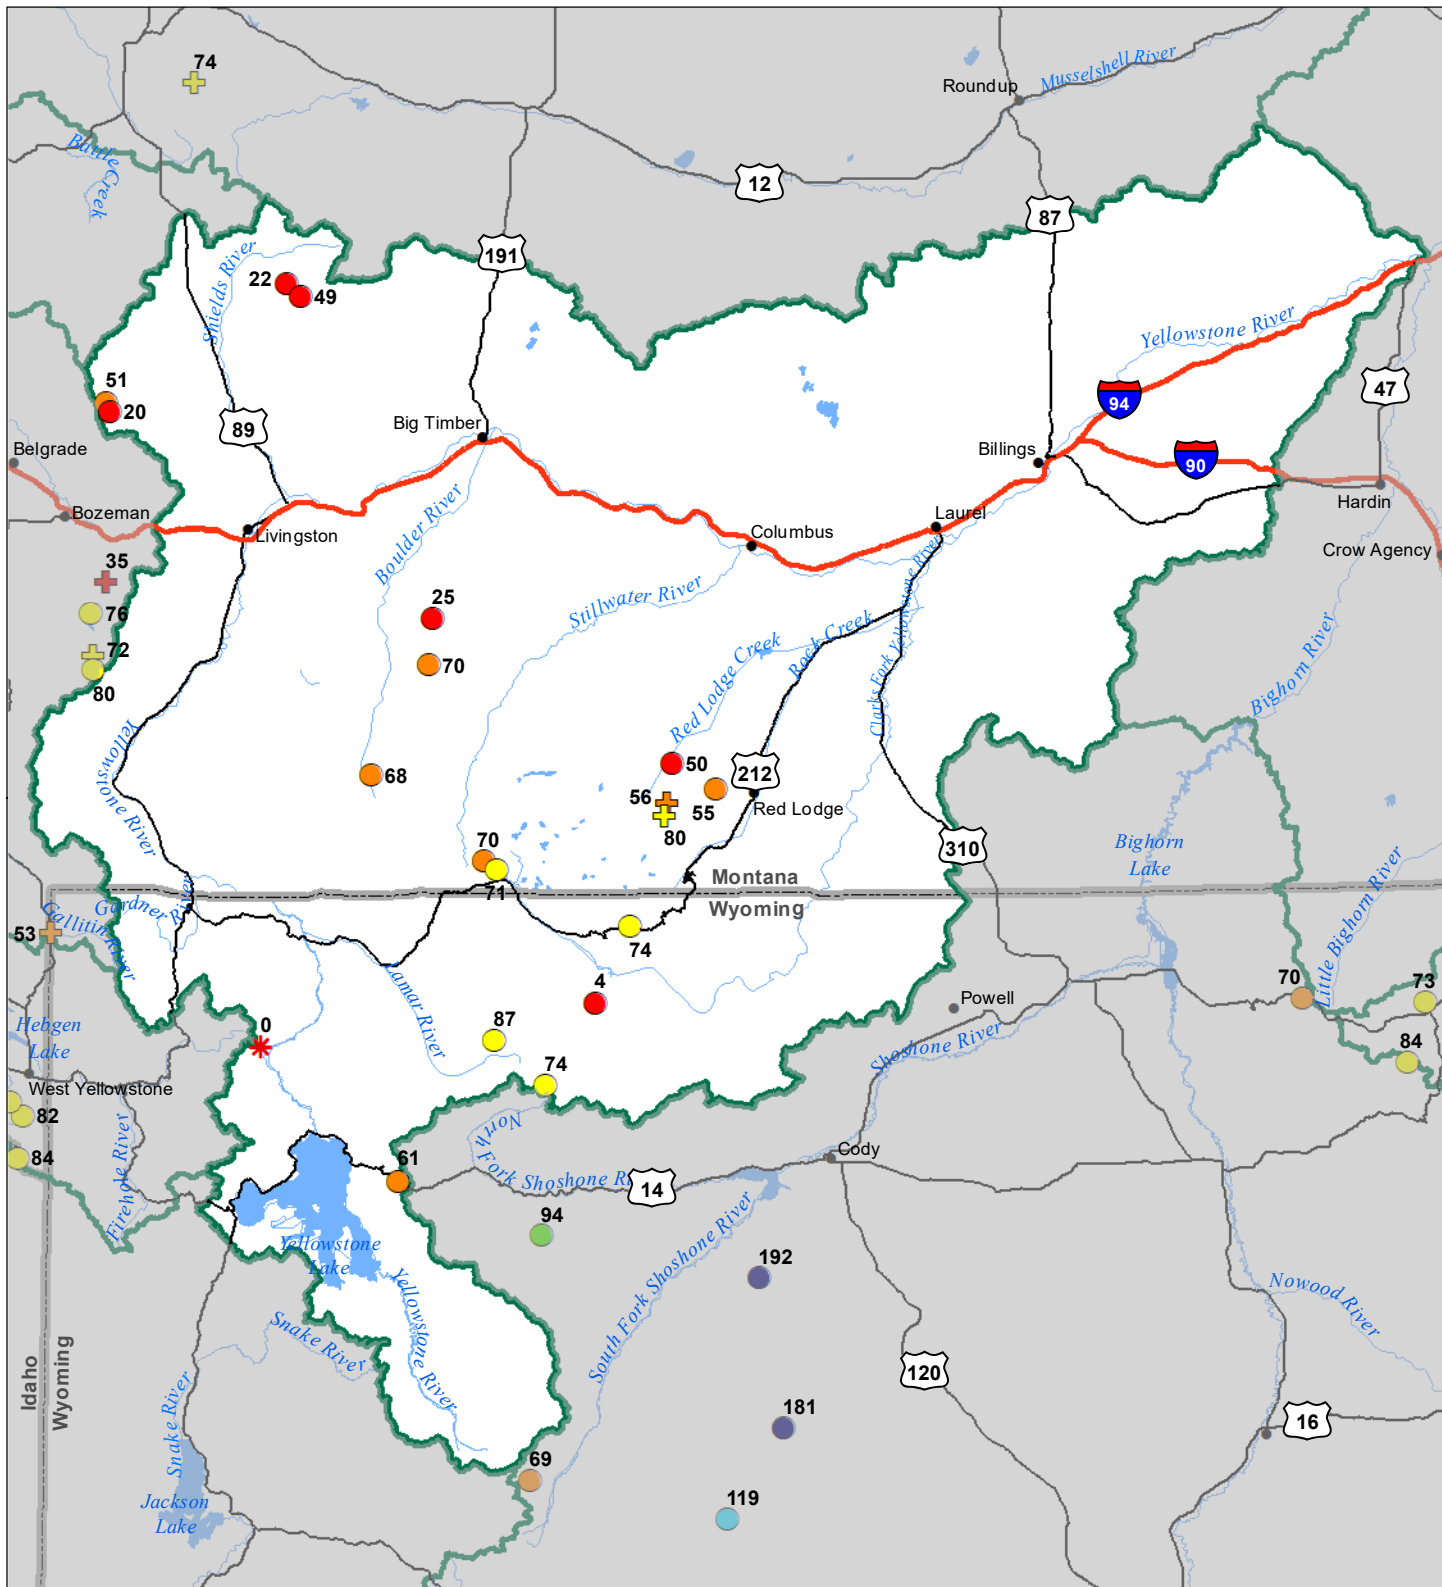 74
Roundup
Musselshell River
Battle Creek
12
87
191
Shields River
22
49
Yellowstone River
51
20
47
94
89
Big Timber
Belgrade
Billings
90
Bozeman
Hardin
Livingston
Boulder River
Columbus
Laurel
Crow Agency
35
76
25
Stillwater River
Clarks Fork Yellowstone River
Rock Creek
Red Lodge Creek
Bighorn River
72
70
80
Yellowstone River
50
212
68
56
55
Red Lodge
80
310
Bighorn
Lake
70
71
Montana
Wyoming
Gardner River
Gallitin River
53
Little Bighorn River
74
4
Powell
70
73
Lamar River
Hebgen
Lake
0
87
Shoshone River
84
74
West Yellowstone
82
Firehole River
North
Fork Shoshone R
Cody
84
61
14
94
South Fork Shoshone River
Yellowstone
Lake
Yellowstone River
192
Nowood River
Snake River
Idaho
Wyoming
120
Snake River
181
16
69
Jackson
Lake
119